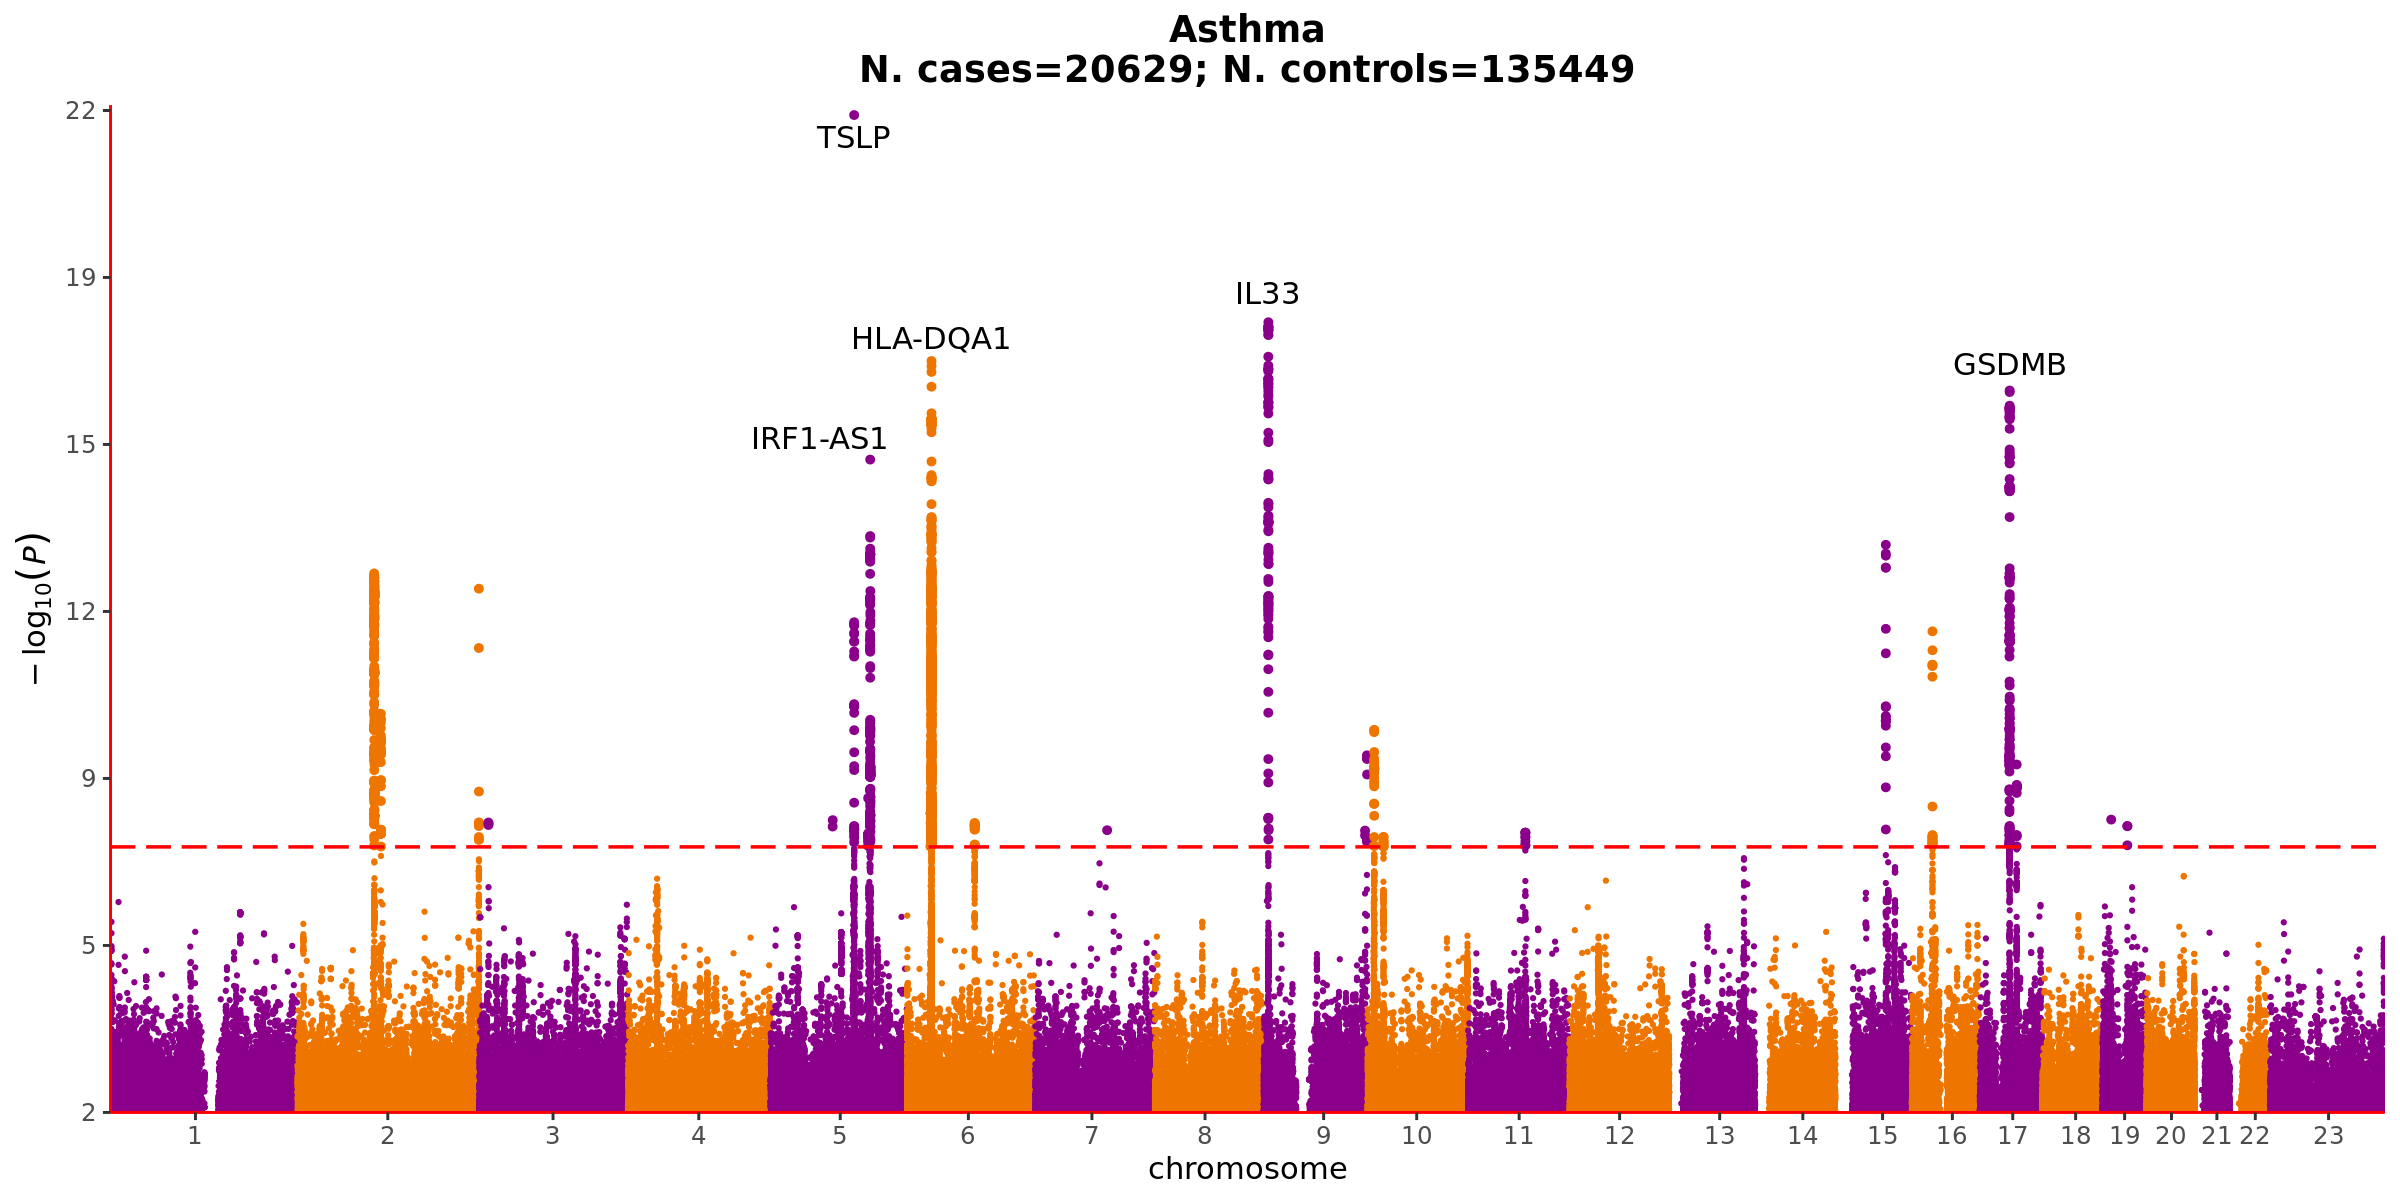 Asthma
N. cases=20629; N. controls=135449
22
TSLP
19
IL33
HLA-DQA1
GSDMB
15
IRF1-AS1
12
−log10(P)
9
5
2
1 2 3 4 5 6 7 8 9 10 11 12 13 14 15 16 17 18 19 20 21 22 23
chromosome